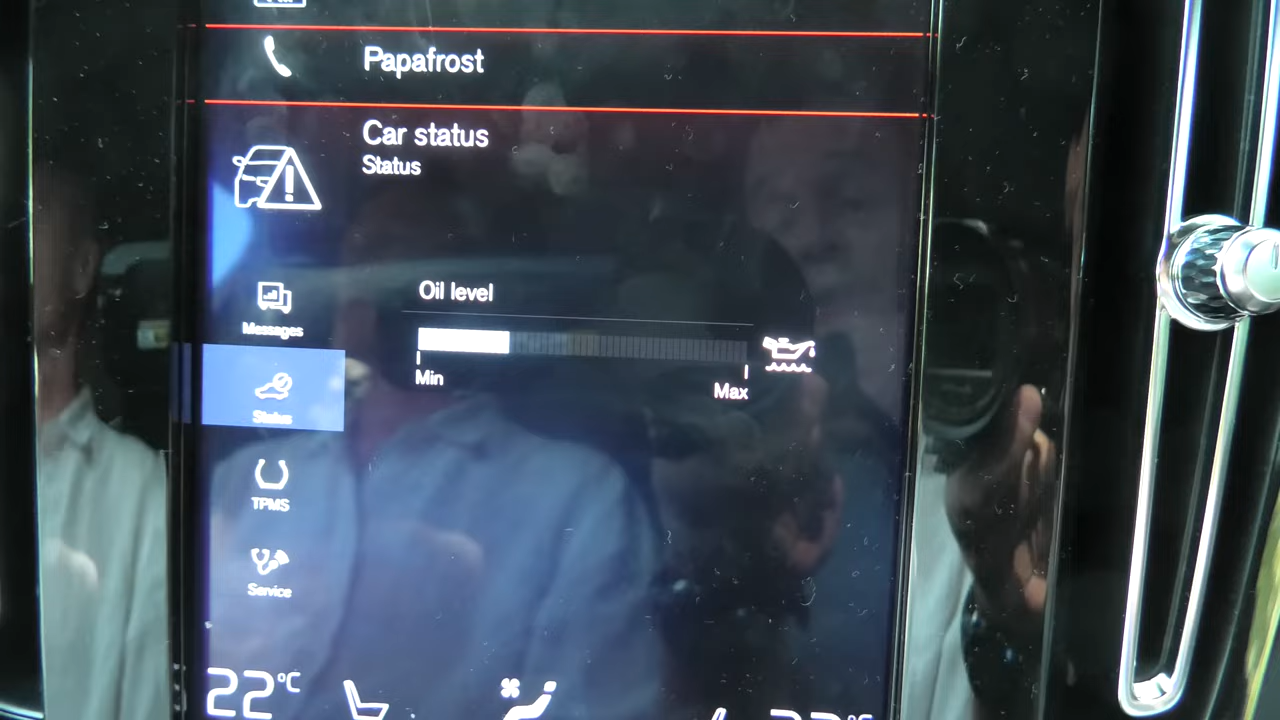 Papafrost
Car status
Status
Oil level
Min
Max
Messages
Status
TPMS
Service
22°C